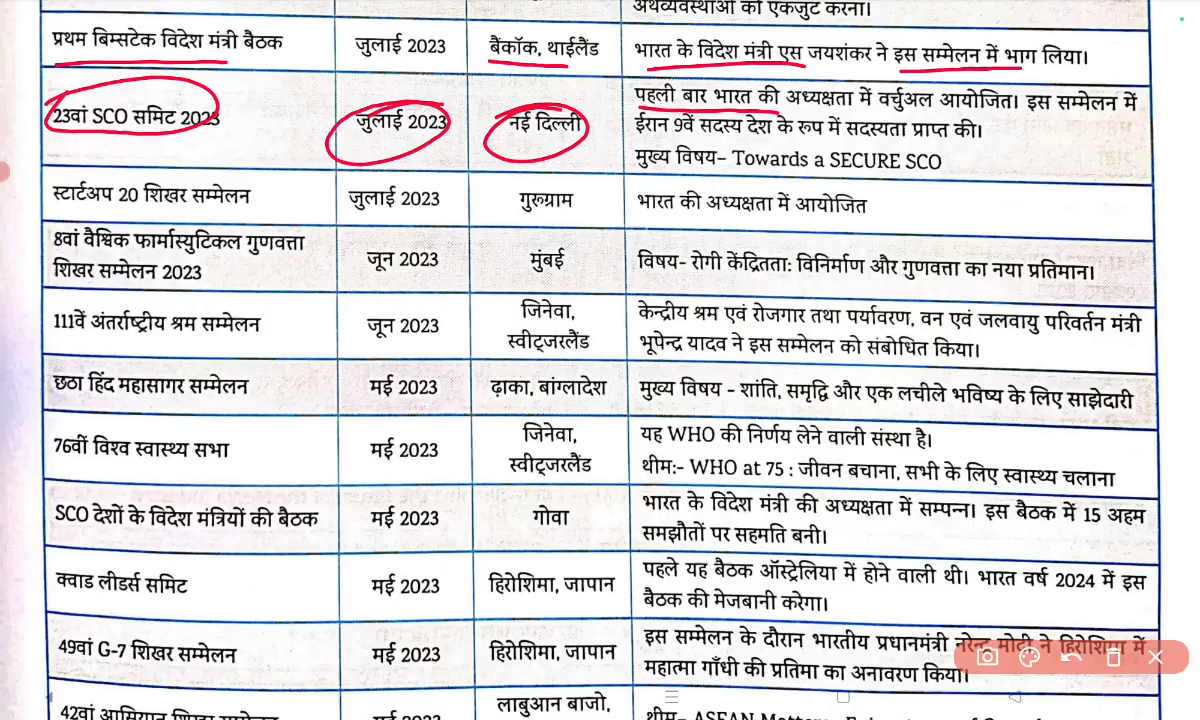 अर्थव्यवस्थाओं को एकजुट करना।
प्रथम बिम्सटेक विदेश मंत्री बैठक
जुलाई 2023
बैंकॉक, थाईलैंड
भारत के विदेश मंत्री एस जयशंकर ने इस सम्मेलन में भाग लिया।
23वां SCO समिट 2023
जुलाई 2023
नई दिल्ली
पहली बार भारत की अध्यक्षता में वर्चुअल आयोजित। इस सम्मेलन में
ईरान 9वें सदस्य देश के रूप में सदस्यता प्राप्त की।
मुख्य विषय– Towards a SECURE SCO
स्टार्टअप 20 शिखर सम्मेलन
जुलाई 2023
गुरुग्राम
भारत की अध्यक्षता में आयोजित
8वां वैश्विक फार्मास्युटिकल गुणवत्ता
शिखर सम्मेलन 2023
जून 2023
मुंबई
विषय- रोगी केंद्रितता: विनिर्माण और गुणवत्ता का नया प्रतिमान।
111वें अंतर्राष्ट्रीय श्रम सम्मेलन
जून 2023
जिनेवा,
स्वीट्जरलैंड
केन्द्रीय श्रम एवं रोजगार तथा पर्यावरण, वन एवं जलवायु परिवर्तन मंत्री
भूपेन्द्र यादव ने इस सम्मेलन को संबोधित किया।
छठा हिंद महासागर सम्मेलन
मई 2023
ढ़ाका, बांग्लादेश
मुख्य विषय - शांति, समृद्धि और एक लचीले भविष्य के लिए साझेदारी
76वीं विश्व स्वास्थ्य सभा
मई 2023
जिनेवा,
स्वीट्जरलैंड
यह WHO की निर्णय लेने वाली संस्था है।
थीम:- WHO at 75 : जीवन बचाना, सभी के लिए स्वास्थ्य चलाना
SCO देशों के विदेश मंत्रियों की बैठक
मई 2023
गोवा
भारत के विदेश मंत्री की अध्यक्षता में सम्पन्न। इस बैठक में 15 अहम
समझौतों पर सहमति बनी।
क्वाड लीडर्स समिट
मई 2023
हिरोशिमा, जापान
पहले यह बैठक ऑस्ट्रेलिया में होने वाली थी। भारत वर्ष 2024 में इस
बैठक की मेजबानी करेगा।
49वां G-7 शिखर सम्मेलन
मई 2023
हिरोशिमा, जापान
इस सम्मेलन के दौरान भारतीय प्रधानमंत्री नरेन्द्र मोदी ने हिरोशिमा में
महात्मा गाँधी की प्रतिमा का अनावरण किया।
42वां आसियान शिखर सम्मेलन
मई 2023
लाबुआन बाजो,
थीम– ASEAN